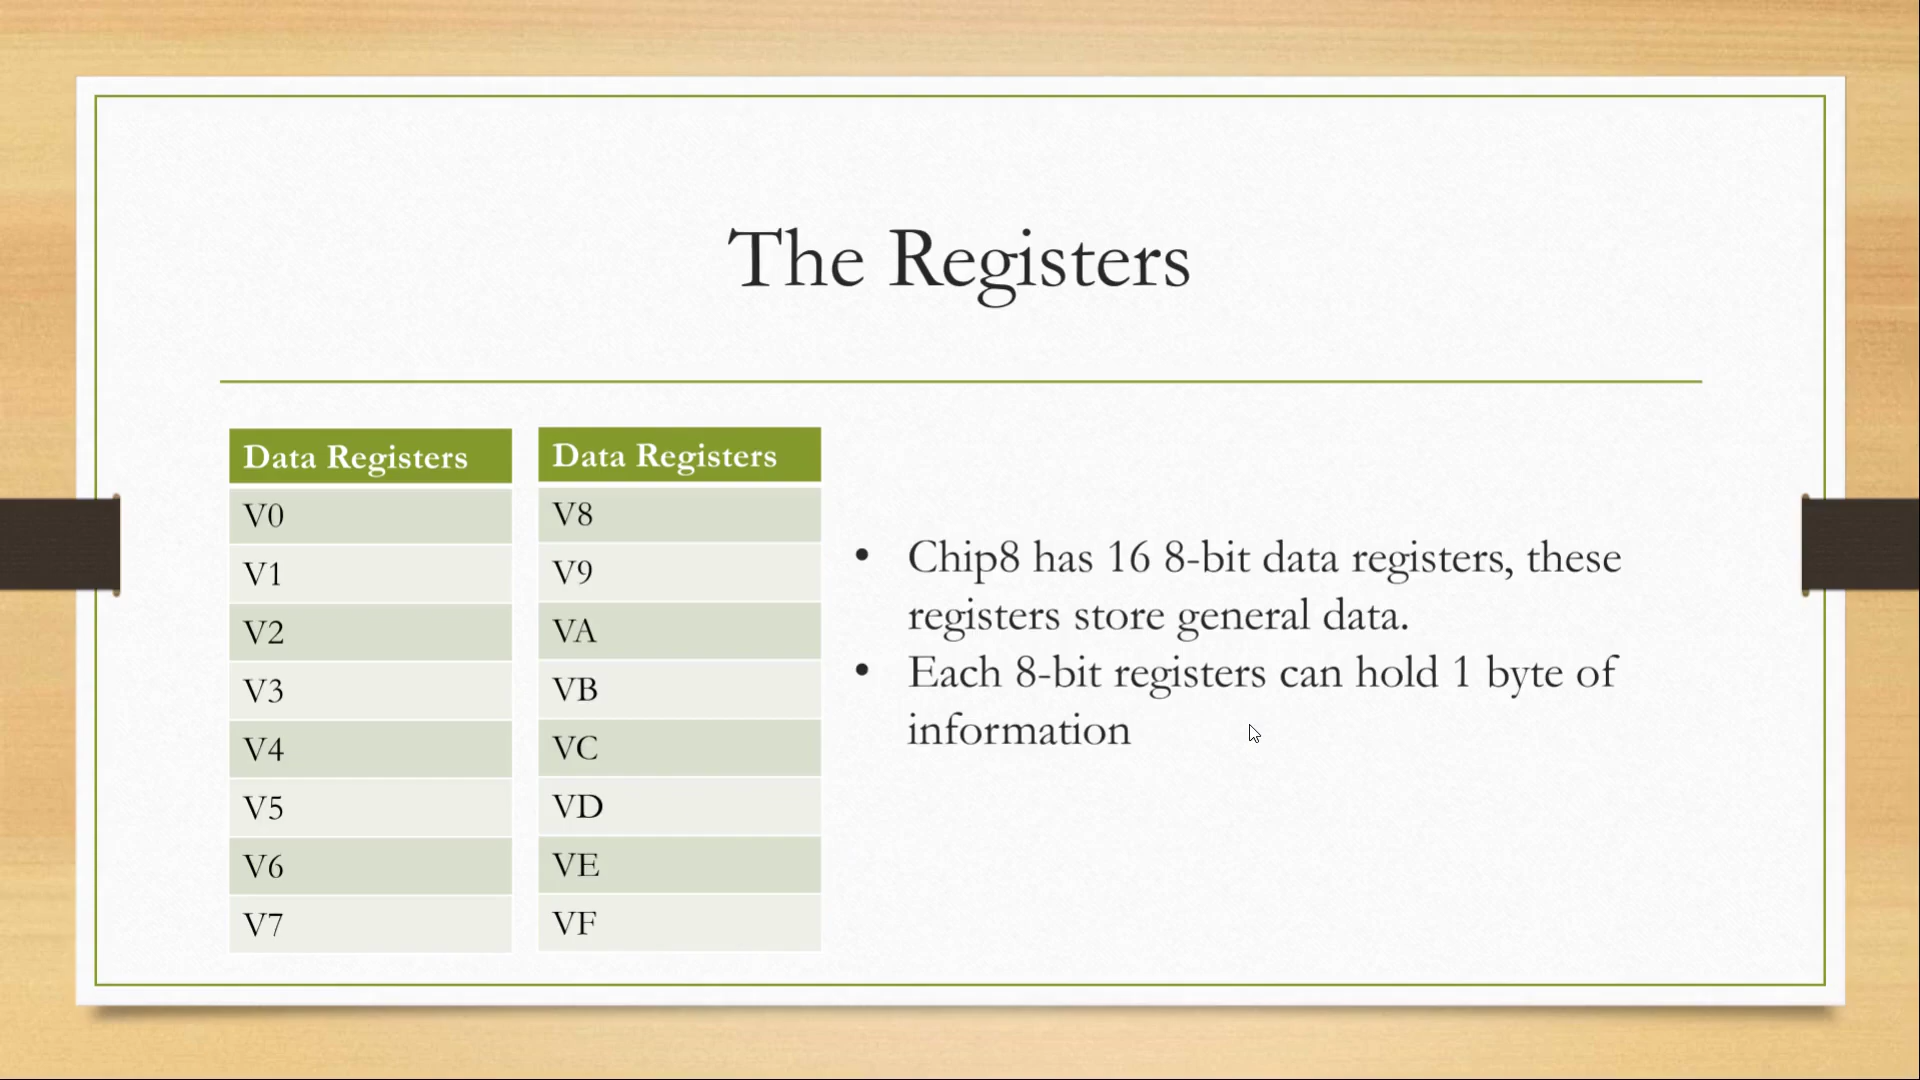 The Registers
Data Registers
V0
V1
V2
V3
V4
V5
V6
V7
Data Registers
V8
V9
VA
VB
VC
VD
VE
VF
• Chip8 has 16 8-bit data registers, these
registers store general data.
• Each 8-bit registers can hold 1 byte of
information